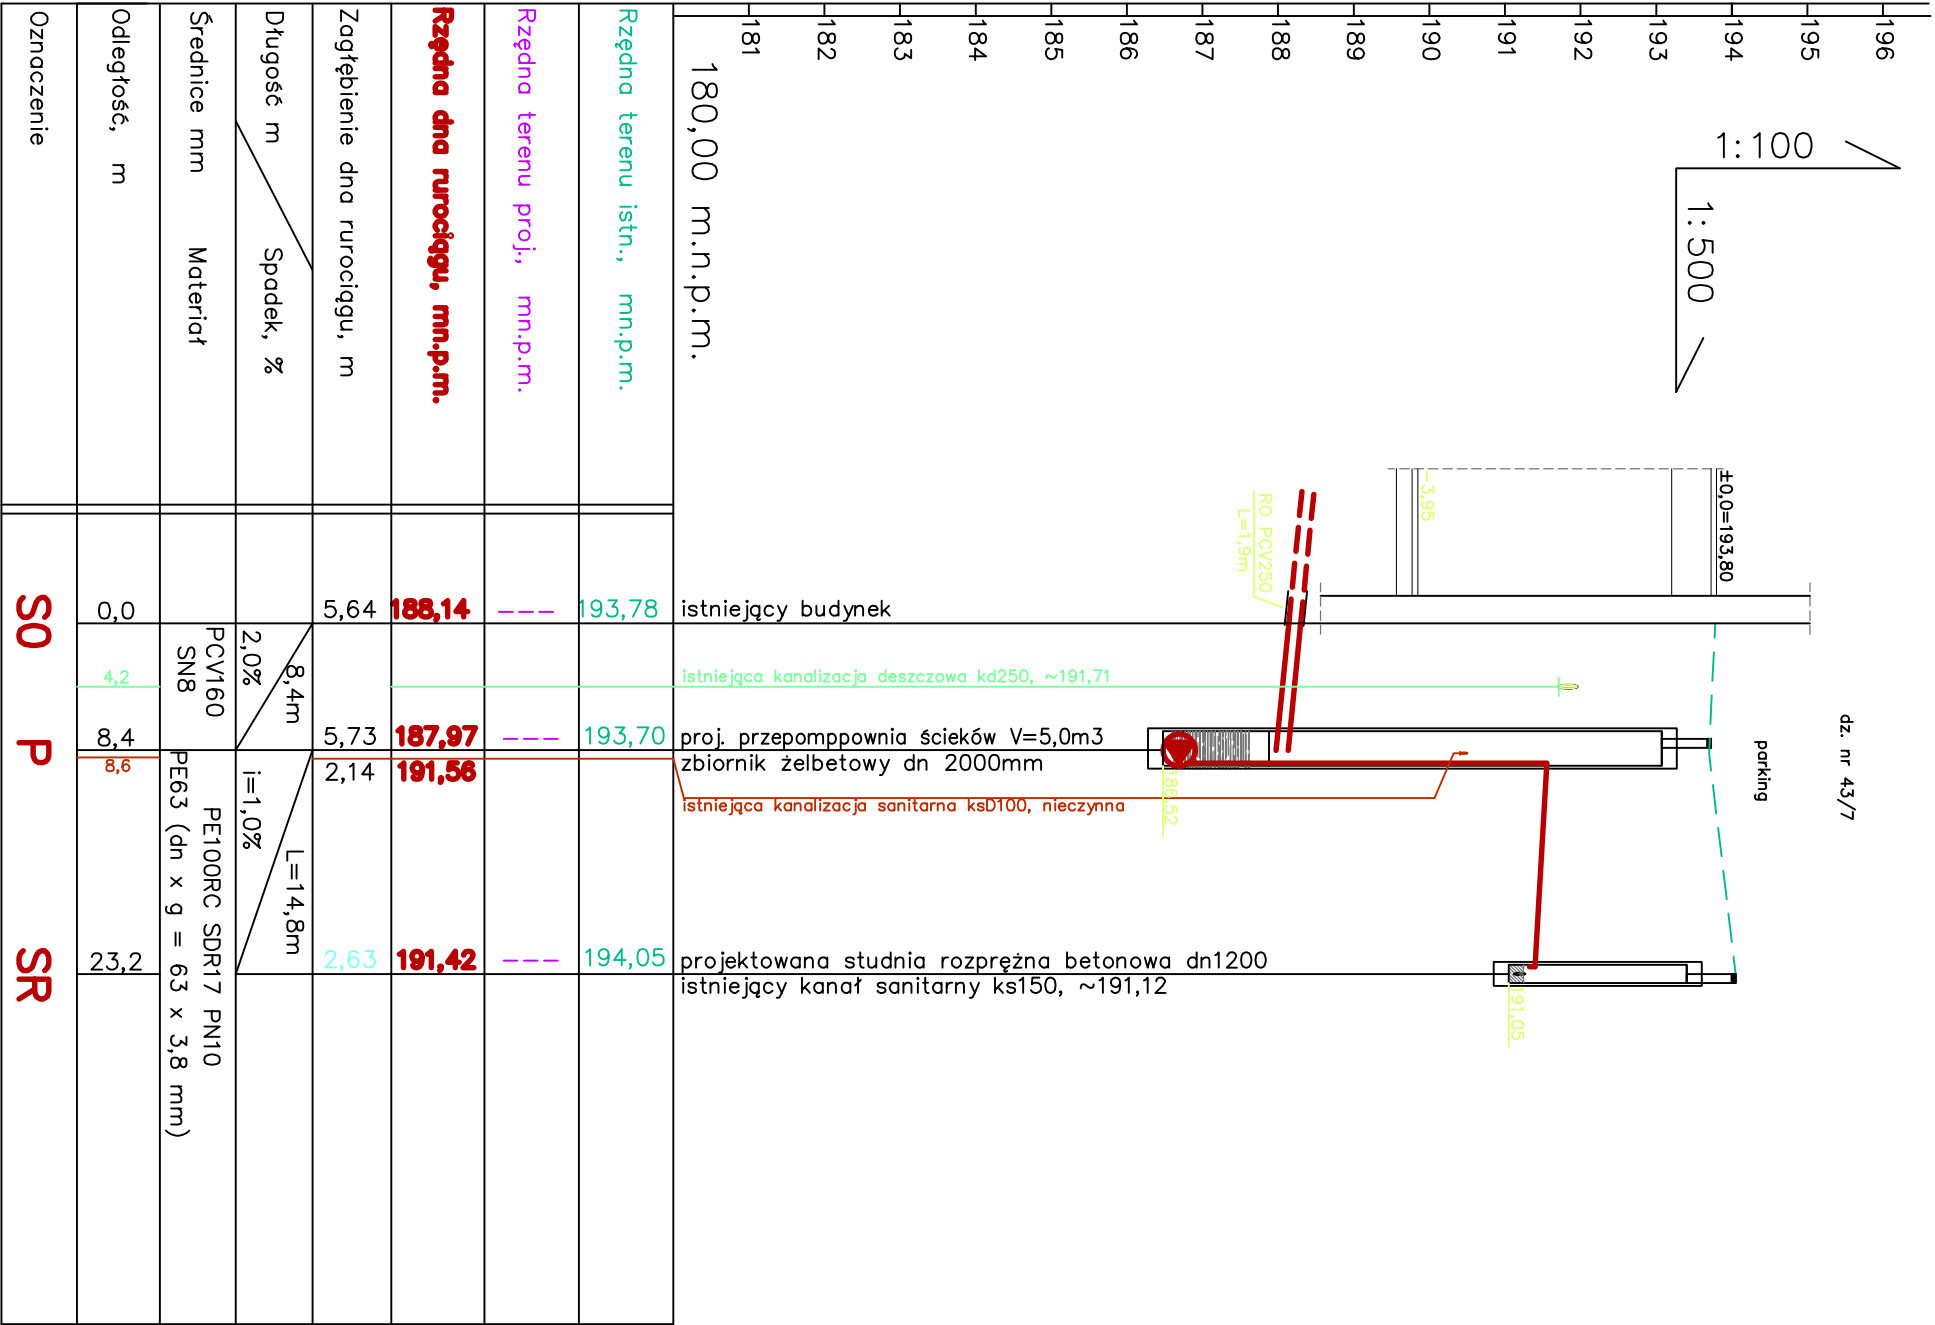 1:100
1:500
196
195
194
193
192
191
190
189
188
187
186
185
184
183
182
181
180,00 m.n.p.m.
dz. nr 43/7
parking
±0,0=193,80
-3,95
RO PCV250
L=1,9m
186,52
191,05
istniejący budynek
istniejąca kanalizacja deszczowa kd250, ~191,71
proj. przepomppownia ścieków V=5,0m3
zbiornik żelbetowy dn 2000mm
istniejąca kanalizacja sanitarna ksD100, nieczynna
projektowana studnia rozprężna betonowa dn1200
istniejący kanał sanitarny ks150, ~191,12
Rzędna terenu istn., mn.p.m.
193,78
193,70
194,05
Rzędna terenu proj., mn.p.m.
---
---
---
Rzędna dna rurociągu, mn.p.m.
188,14
187,97
191,56
191,42
Zagłębienie dna rurociągu, m
5,64
5,73
2,14
2,63
Długość m
Spadek, %
8,4m
2,0%
L=14,8m
i=1,0%
Średnice mm Materiał
PCV160
SN8
PE100RC SDR17 PN10
PE63 (dn x g = 63 x 3,8 mm)
Odległość, m
0,0
4,2
8,4
8,6
23,2
Oznaczenie
S0
P
SR